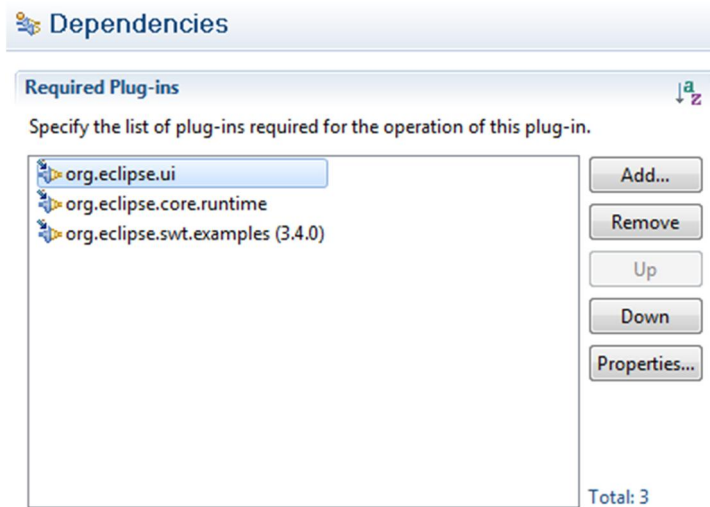 Dependencies
Required Plug-ins
a
z
Specify the list of plug-ins required for the operation of this plug-in.
org.eclipse.ui
org.eclipse.core.runtime
org.eclipse.swt.examples (3.4.0)
Add...
Remove
Up
Down
Properties...
Total: 3